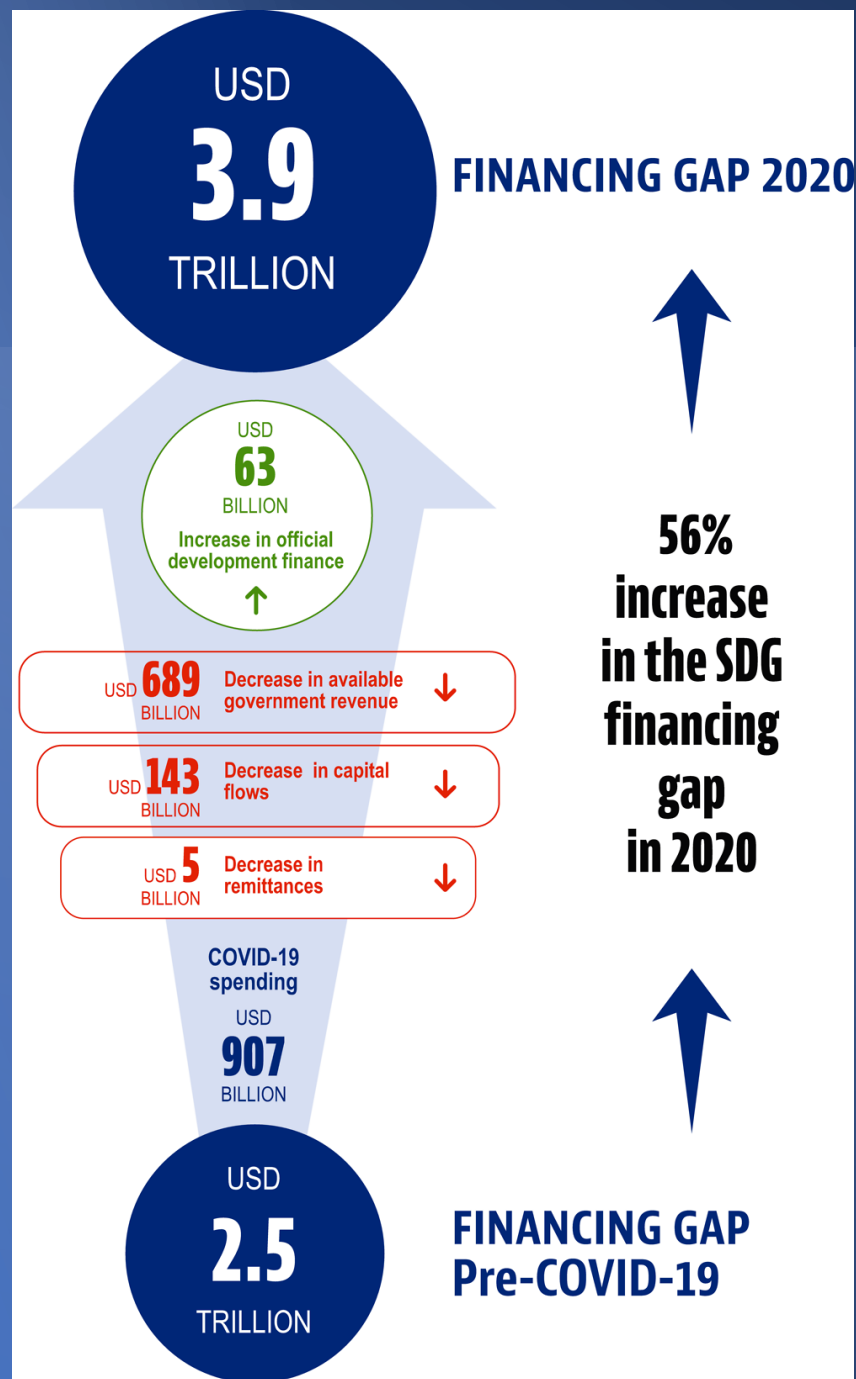 USD
3.9
TRILLION
FINANCING GAP 2020
USD
63
BILLION
Increase in official
development finance
USD 689
BILLION
Decrease in available
government revenue
USD 143
BILLION
Decrease in capital
flows
USD 5
BILLION
Decrease in
remittances
COVID-19
spending
USD
907
BILLION
56%
increase
in the SDG
financing
gap
in 2020
USD
2.5
TRILLION
FINANCING GAP
Pre-COVID-19